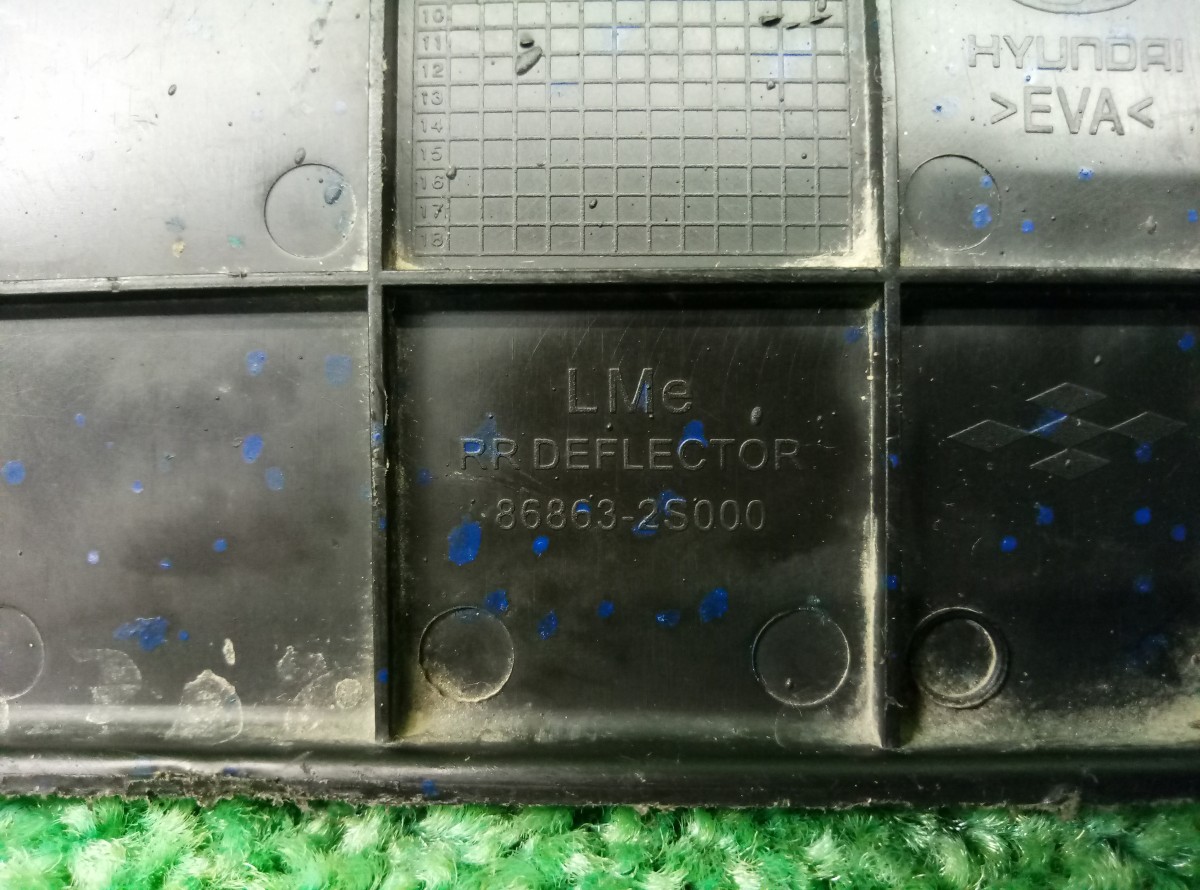 10
11
12
13
14
15
16
17
18
HYUNDAI
>EVA<
LMe
RR DEFLECTOR
86863-2S000